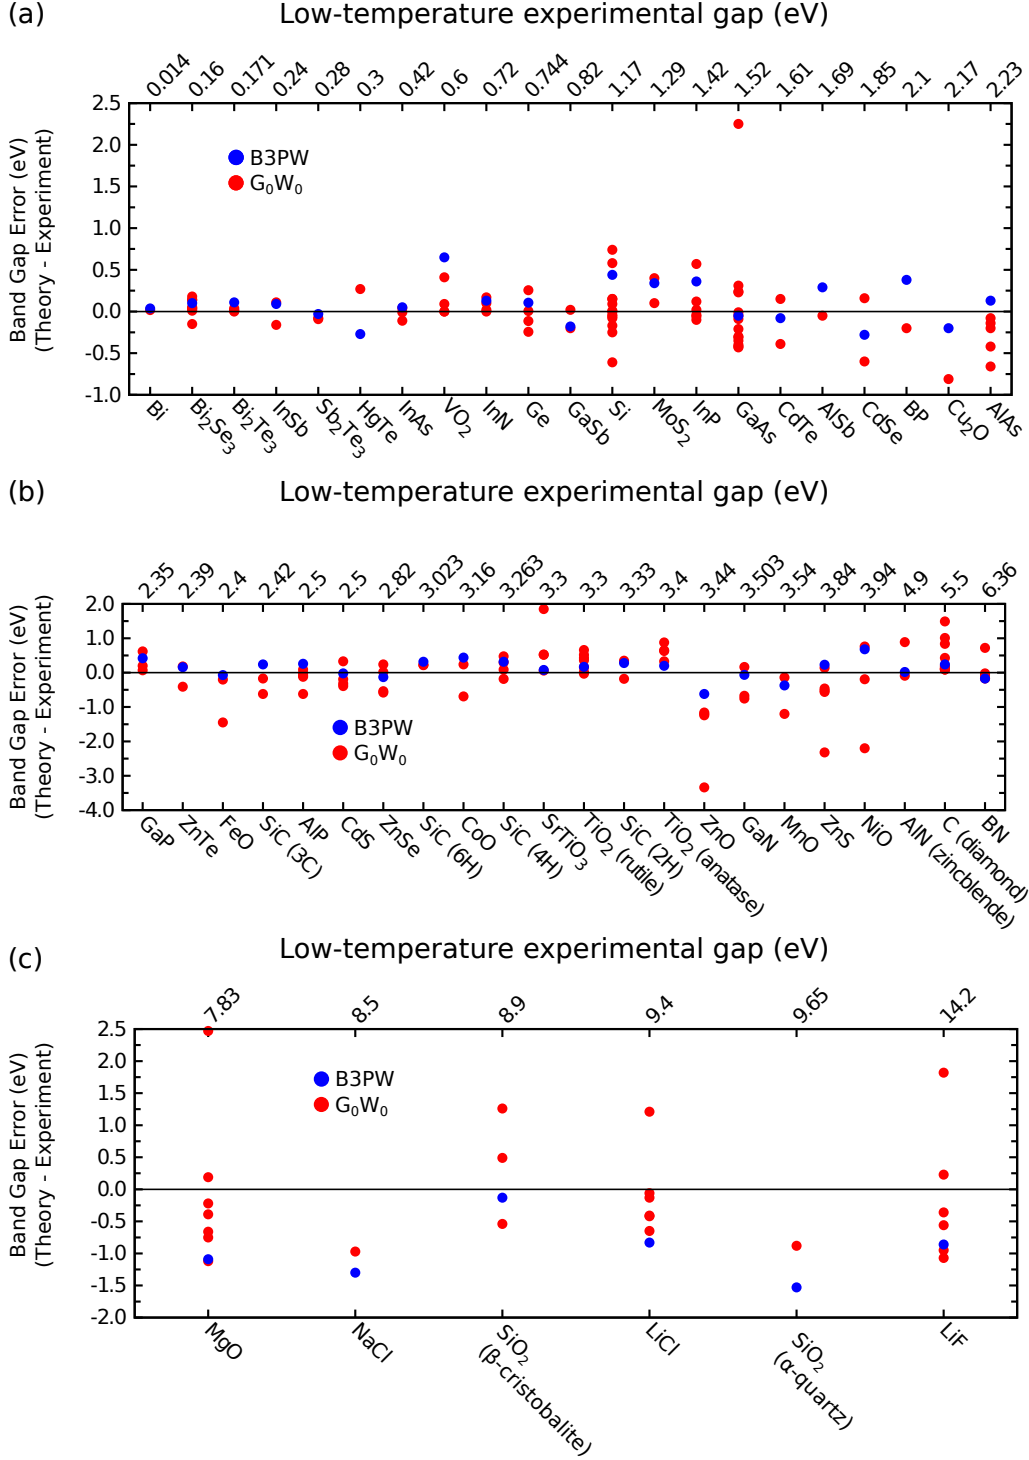 (a) Low-temperature experimental gap (eV)
0.014 0.16 0.171 0.24 0.28 0.3 0.42 0.6 0.72 0.744 0.82 1.17 1.29 1.42 1.52 1.61 1.69 1.85 2.1 2.17 2.23
Band Gap Error (eV)
(Theory - Experiment)
2.5
2.0
1.5
1.0
0.5
0.0
-0.5
-1.0
B3PW
G₀W₀
Bi Bi₂Se₃ Bi₂Te₃ InSb Sb₂Te₃ HgTe InAs VO₂ InN Ge GaSb Si MoS₂ InP GaAs CdTe AlSb CdSe BP Cu₂O AlAs
(b) Low-temperature experimental gap (eV)
2.35 2.39 2.4 2.42 2.5 2.5 2.82 3.023 3.16 3.263 3.3 3.3 3.33 3.4 3.44 3.503 3.54 3.84 3.94 4.9 5.5 6.36
Band Gap Error (eV)
(Theory - Experiment)
2.0
1.0
0.0
-1.0
-2.0
-3.0
-4.0
B3PW
G₀W₀
GaP ZnTe FeO SiC (3C) AlP CdS ZnSe SiC (6H) CoO SiC (4H) SrTiO₃ TiO₂ (rutile) SiC (2H) TiO₂ (anatase) ZnO GaN MnO ZnS NiO AlN (zincblende) C (diamond) BN
(c) Low-temperature experimental gap (eV)
7.83 8.5 8.9 9.4 9.65 14.2
Band Gap Error (eV)
(Theory - Experiment)
2.5
2.0
1.5
1.0
0.5
0.0
-0.5
-1.0
-1.5
-2.0
B3PW
G₀W₀
MgO
NaCl
SiO₂
(β-cristobalite)
LiCl
SiO₂
(α-quartz)
LiF